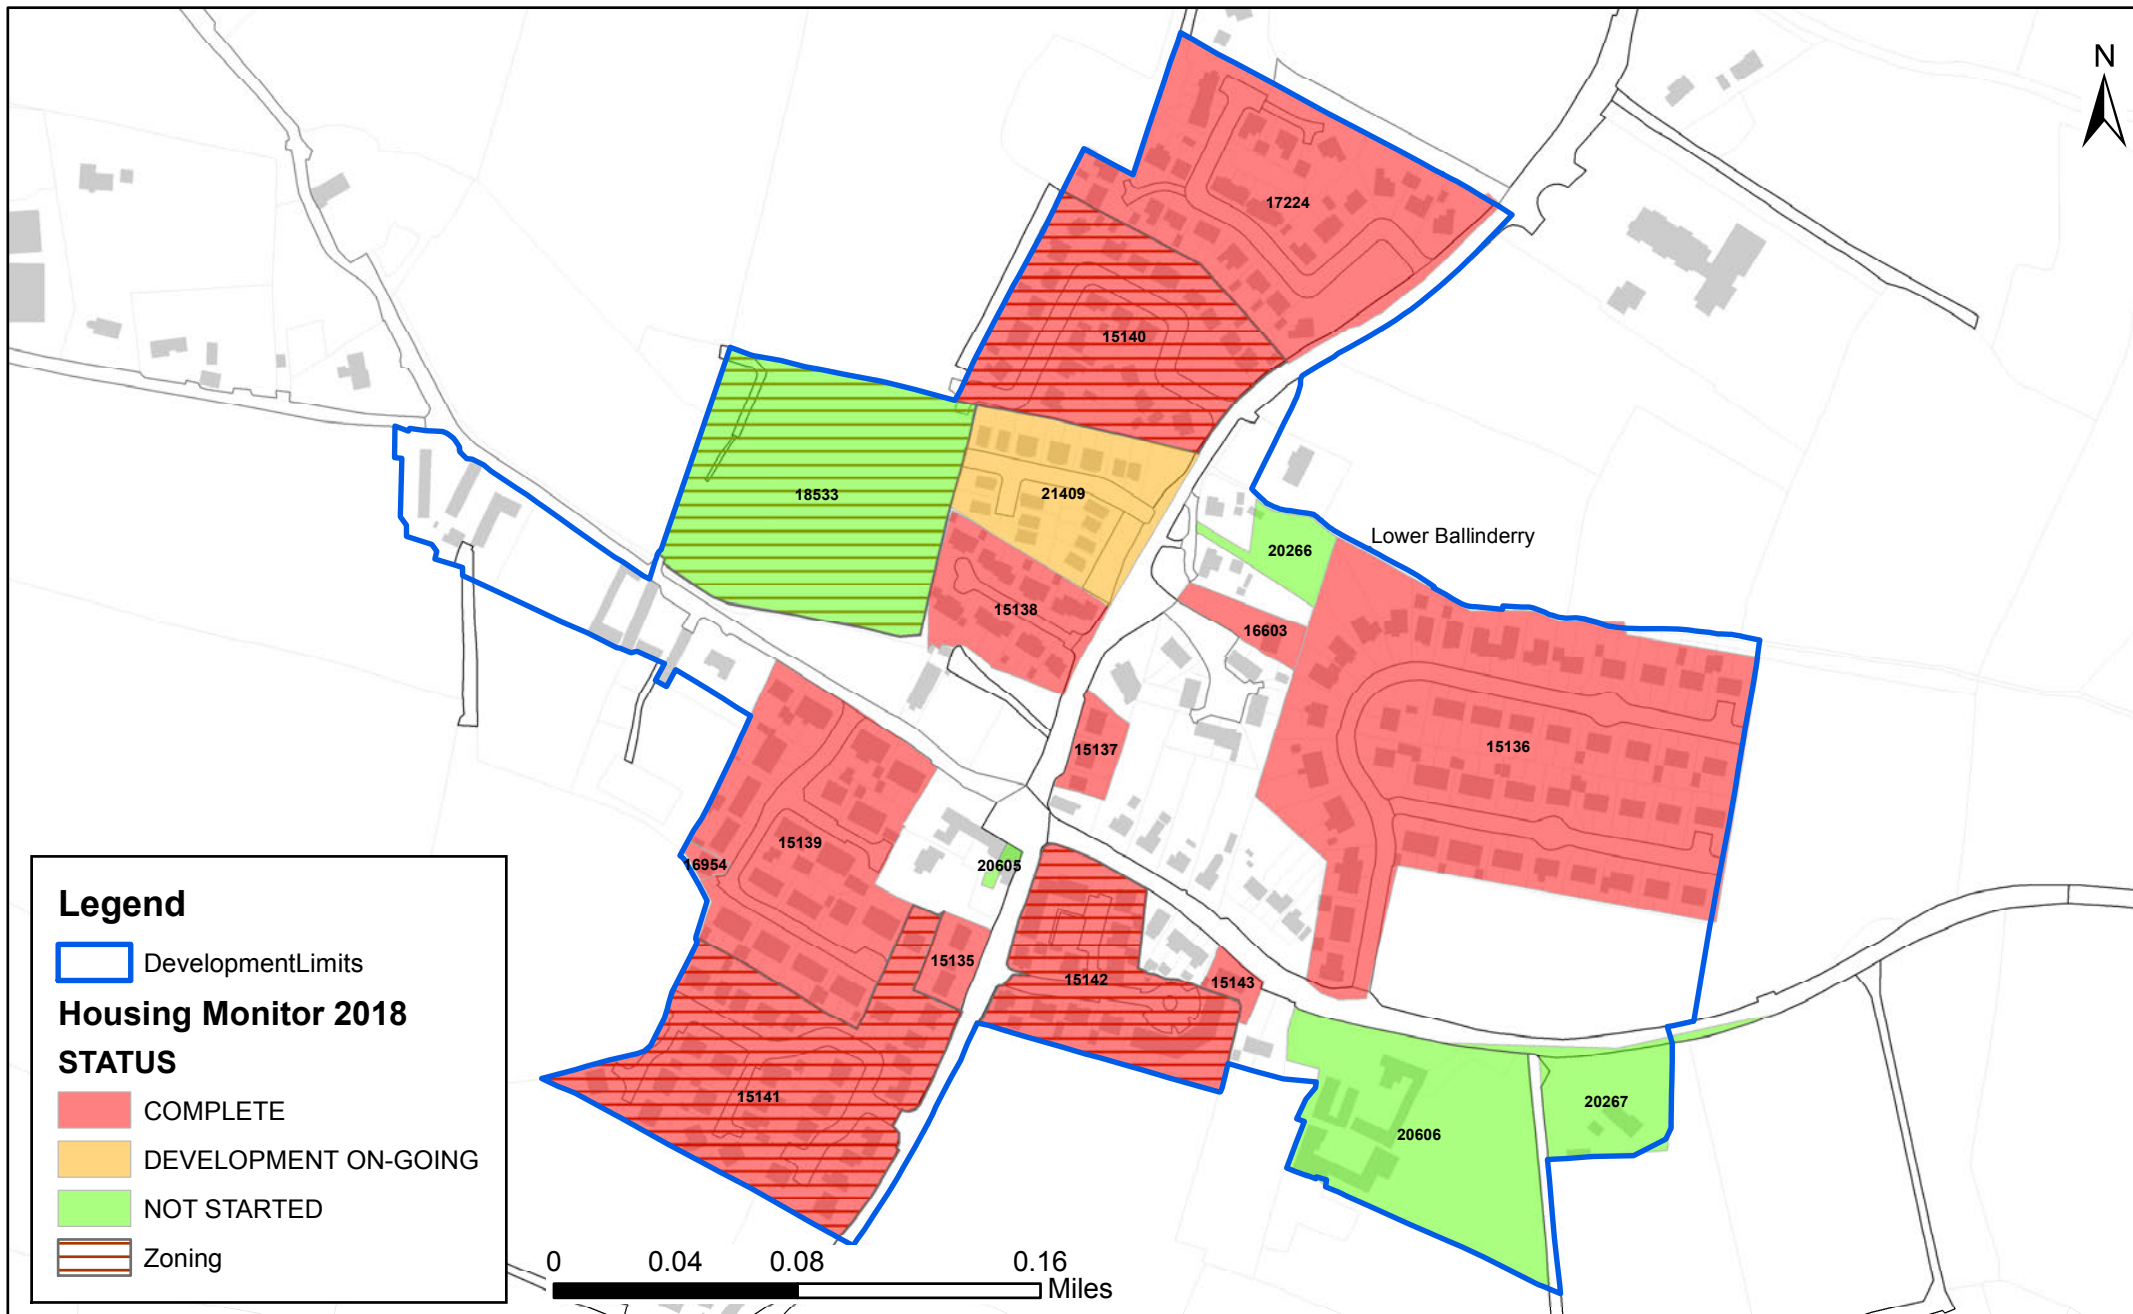 N
17224
15140
18533
21409
Lower Ballinderry
20266
15138
16603
15137
15136
15139
16954
20605
15135
15142
15143
15141
20606
20267
Legend
DevelopmentLimits
Housing Monitor 2018
STATUS
COMPLETE
DEVELOPMENT ON-GOING
NOT STARTED
Zoning
0 0.04 0.08 0.16
Miles